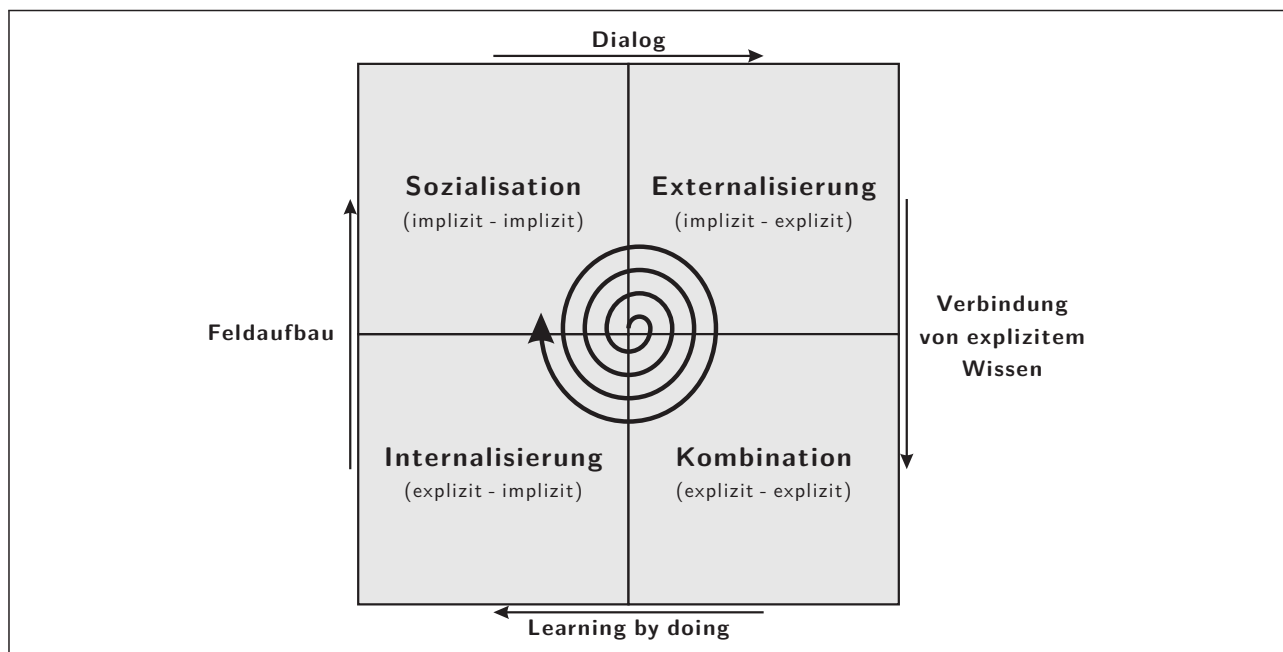 Dialog
Sozialisation
(implizit - implizit)
Externalisierung
(implizit - explizit)
Feldaufbau
Verbindung
von explizitem
Wissen
Internalisierung
(explizit - implizit)
Kombination
(explizit - explizit)
Learning by doing